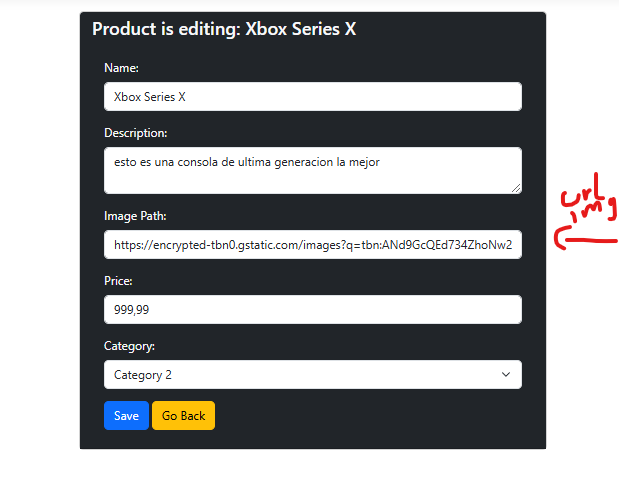 Product is editing: Xbox Series X
Name:
Xbox Series X
Description:
esto es una consola de ultima generacion la mejor
Image Path:
https://encrypted-tbn0.gstatic.com/images?q=tbn:ANd9GcQEd734ZhoNw2
url
img
Price:
999,99
Category:
Category 2
Save Go Back